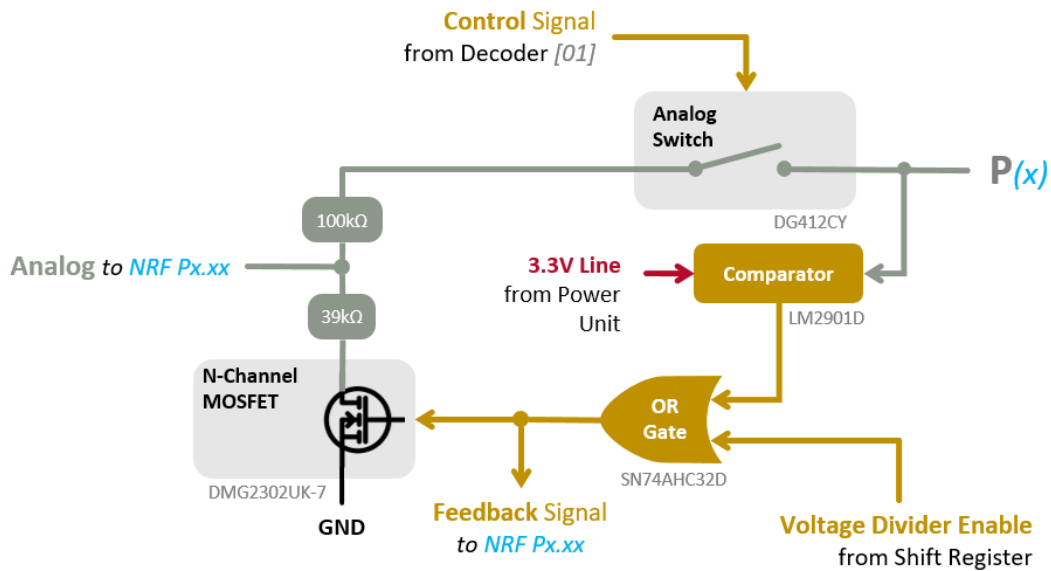 Control Signal
from Decoder [01]
Analog
Switch
P(x)
DG412CY
100kΩ
Analog to NRF Px.xx
3.3V Line
from Power
Unit
Comparator
LM2901D
39kΩ
N-Channel
MOSFET
OR
Gate
SN74AHC32D
DMG2302UK-7
GND
Feedback Signal
to NRF Px.xx
Voltage Divider Enable
from Shift Register